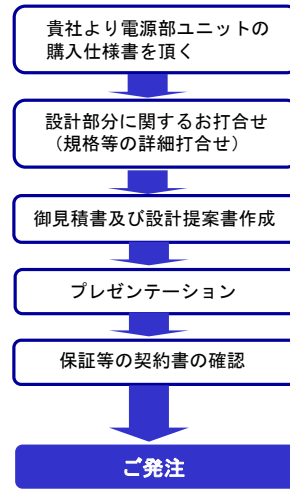 貴社より電源部ユニットの
購入仕様書を頂く
設計部分に関するお打合せ
（規格等の詳細打合せ）
御見積書及び設計提案書作成
プレゼンテーション
保証等の契約書の確認
ご発注